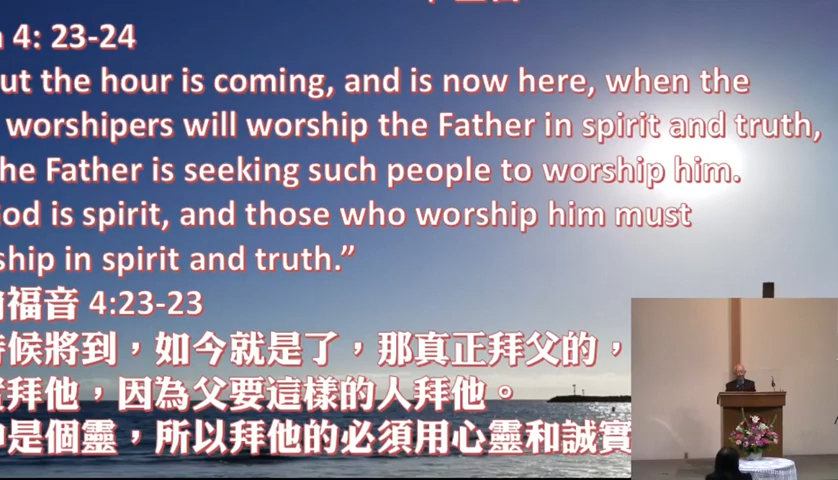 4: 23-24
ut the hour is coming, and is now here, when the
worshipers will worship the Father in spirit and truth,
he Father is seeking such people to worship him.
od is spirit, and those who worship him must
ship in spirit and truth.”
福音 4:23-23
候將到，如今就是了，那真正拜父的，
拜他，因為父要這樣的人拜他。
是個靈，所以拜他的必須用心靈和誠實